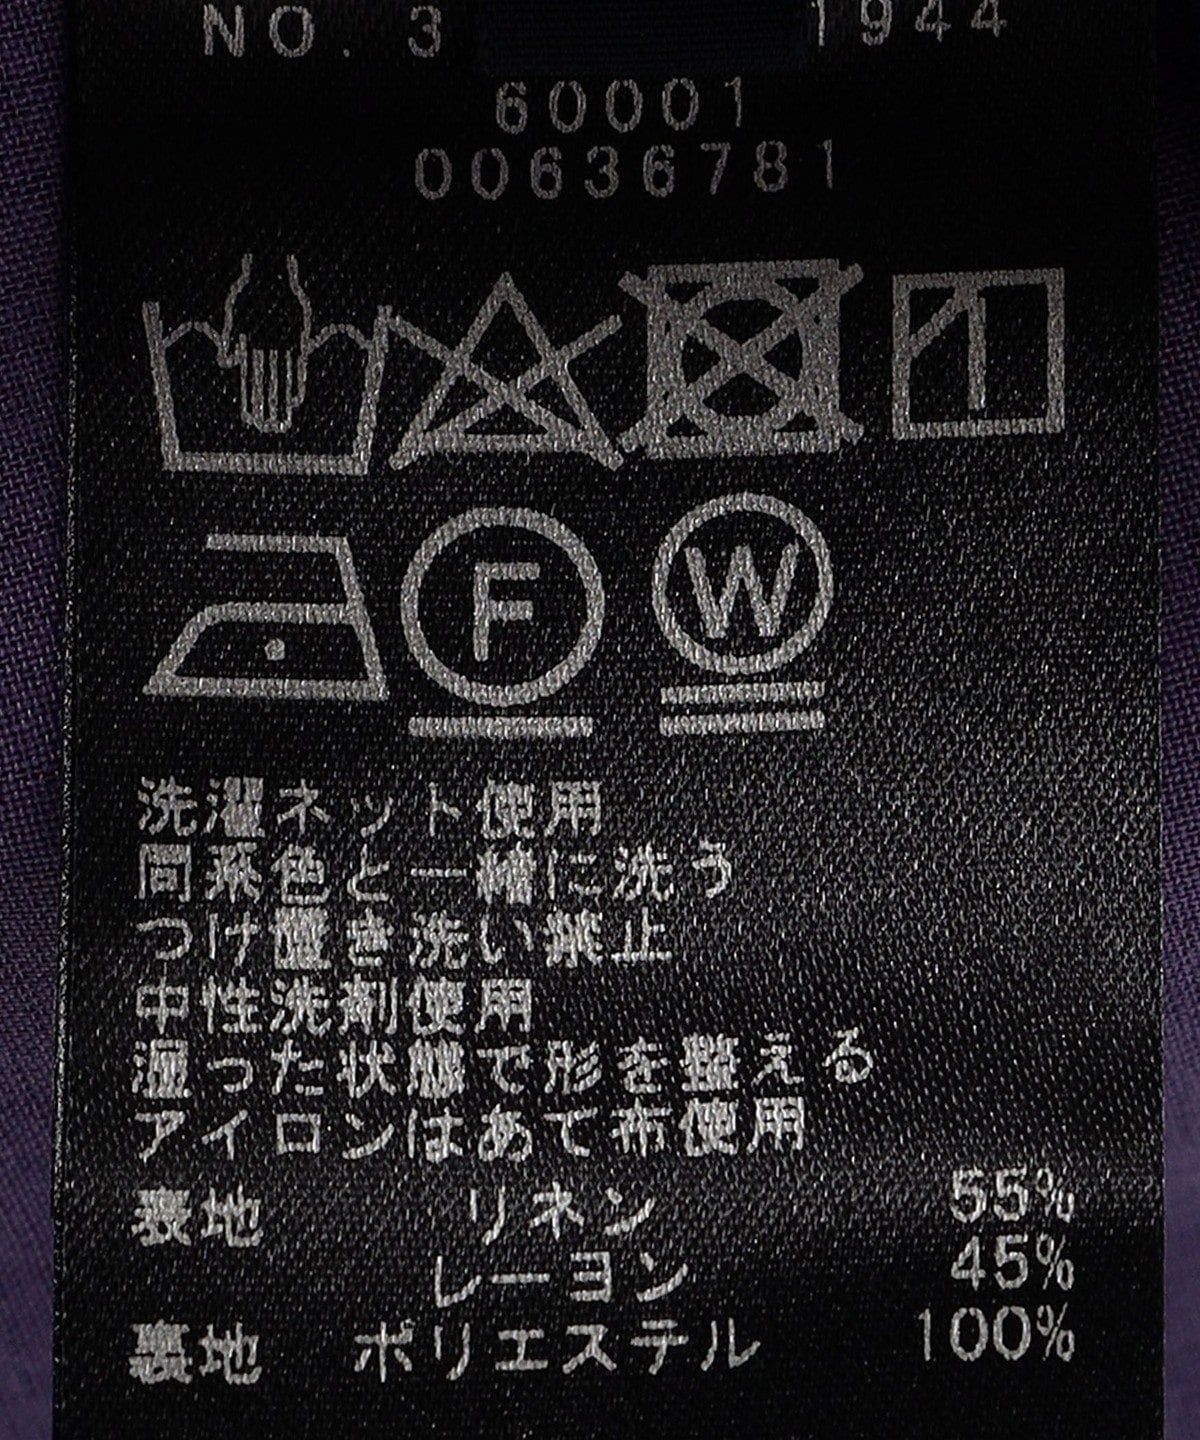 NO. 3 1944
60001
00636781
F W
洗濯ネット使用
同系色と一緒に洗う
つけ置き洗い禁止
中性洗剤使用
湿った状態で形を整える
アイロンはあて布使用
表地 リネン 55%
レーヨン 45%
裏地 ポリエステル 100%